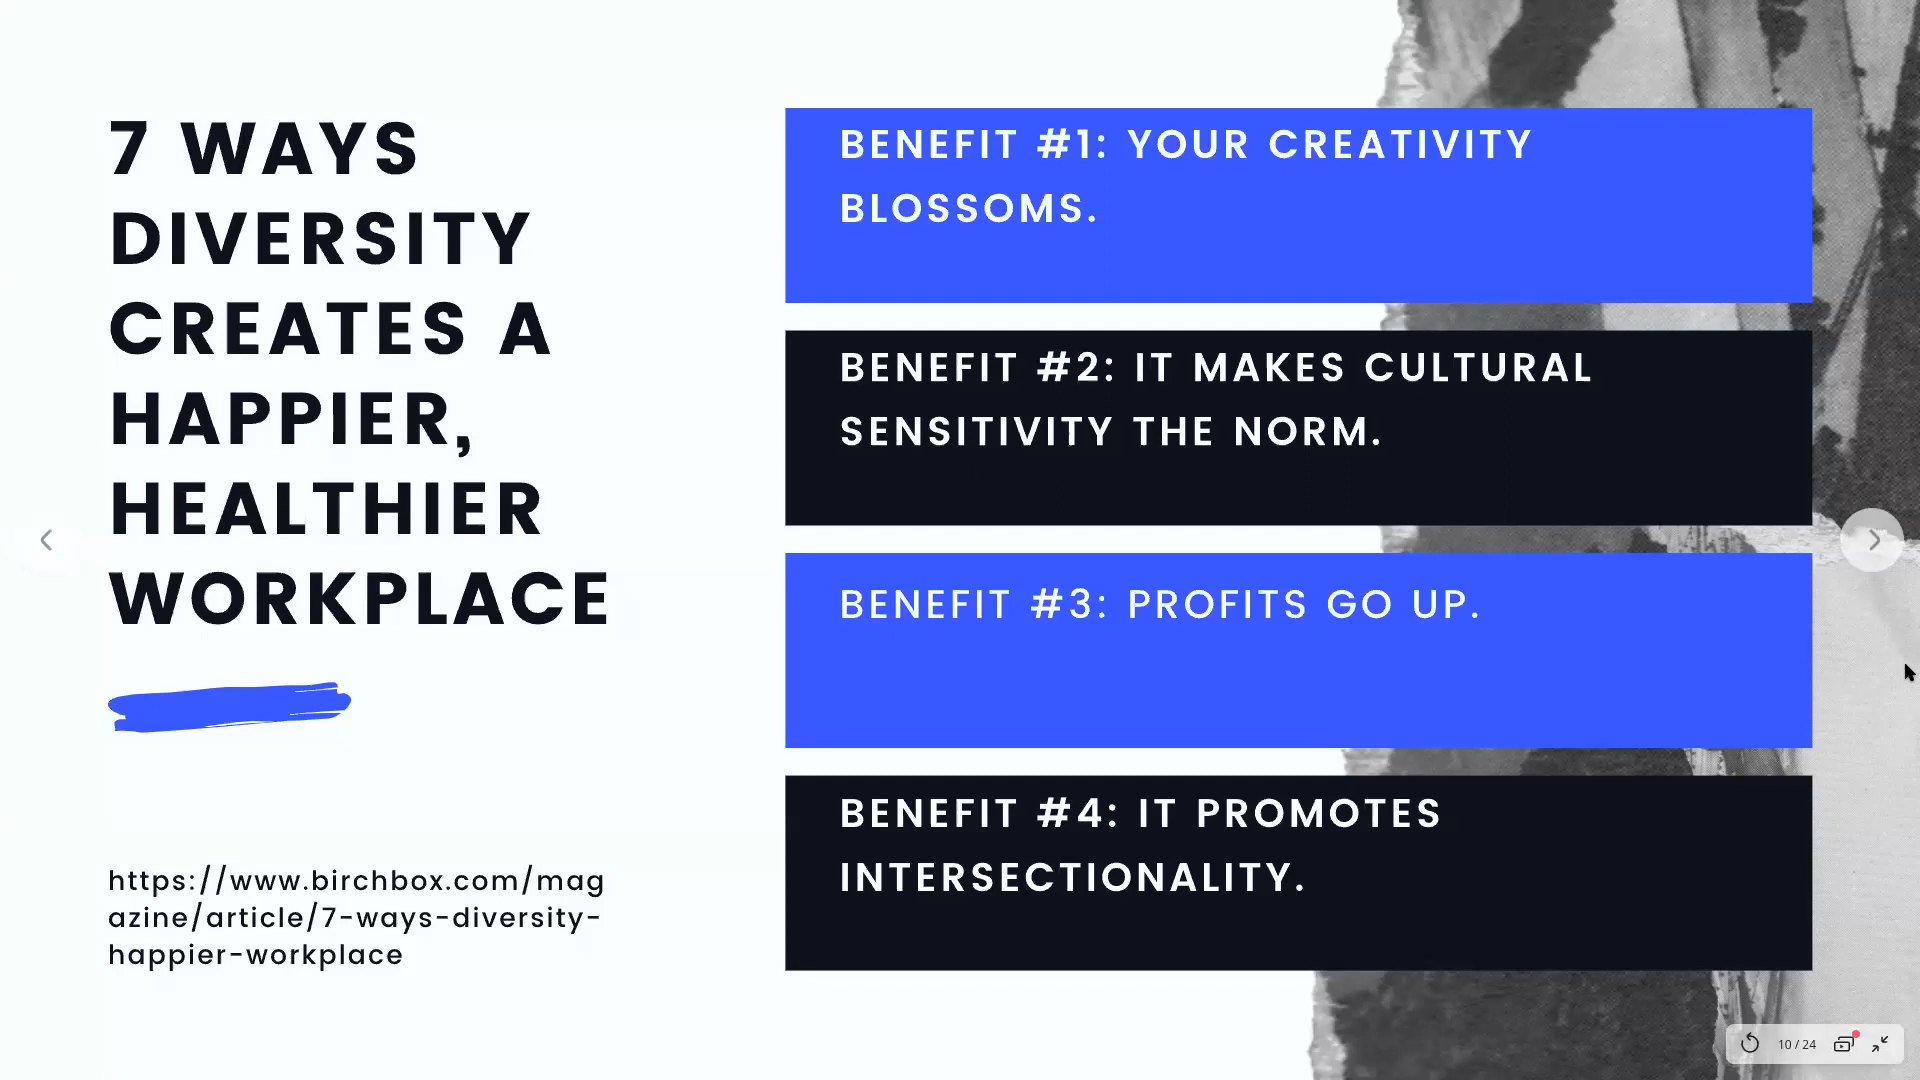 7 WAYS
DIVERSITY
CREATES A
HAPPIER,
HEALTHIER
WORKPLACE
https://www.birchbox.com/mag
azine/article/7-ways-diversity-
happier-workplace
BENEFIT #1: YOUR CREATIVITY
BLOSSOMS.
BENEFIT #2: IT MAKES CULTURAL
SENSITIVITY THE NORM.
BENEFIT #3: PROFITS GO UP.
BENEFIT #4: IT PROMOTES
INTERSECTIONALITY.
10 / 24